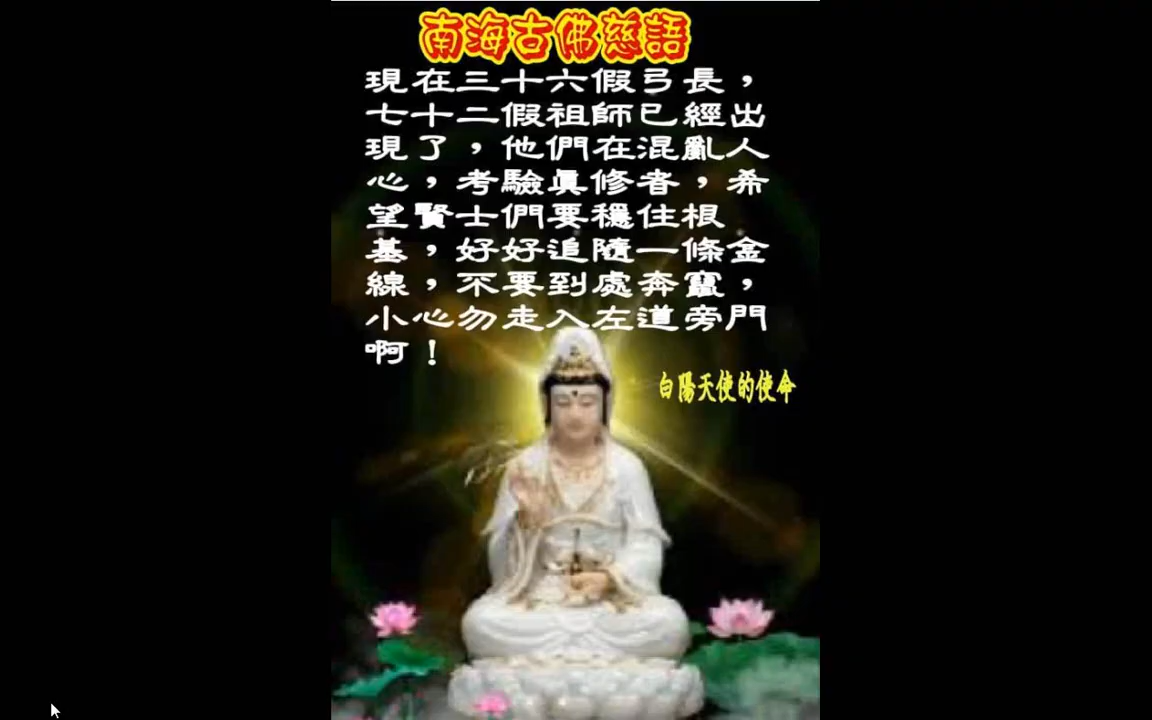 南海古佛慈語
現在三十六假弓長，
七十二假祖師已經出
現了，他們在混亂人
心，考驗眞修者，希
望賢士們要穩住根
基，好好追隨一條金
線，不要到處奔竄，
小心勿走入左道旁門
啊！
白陽天使的使命